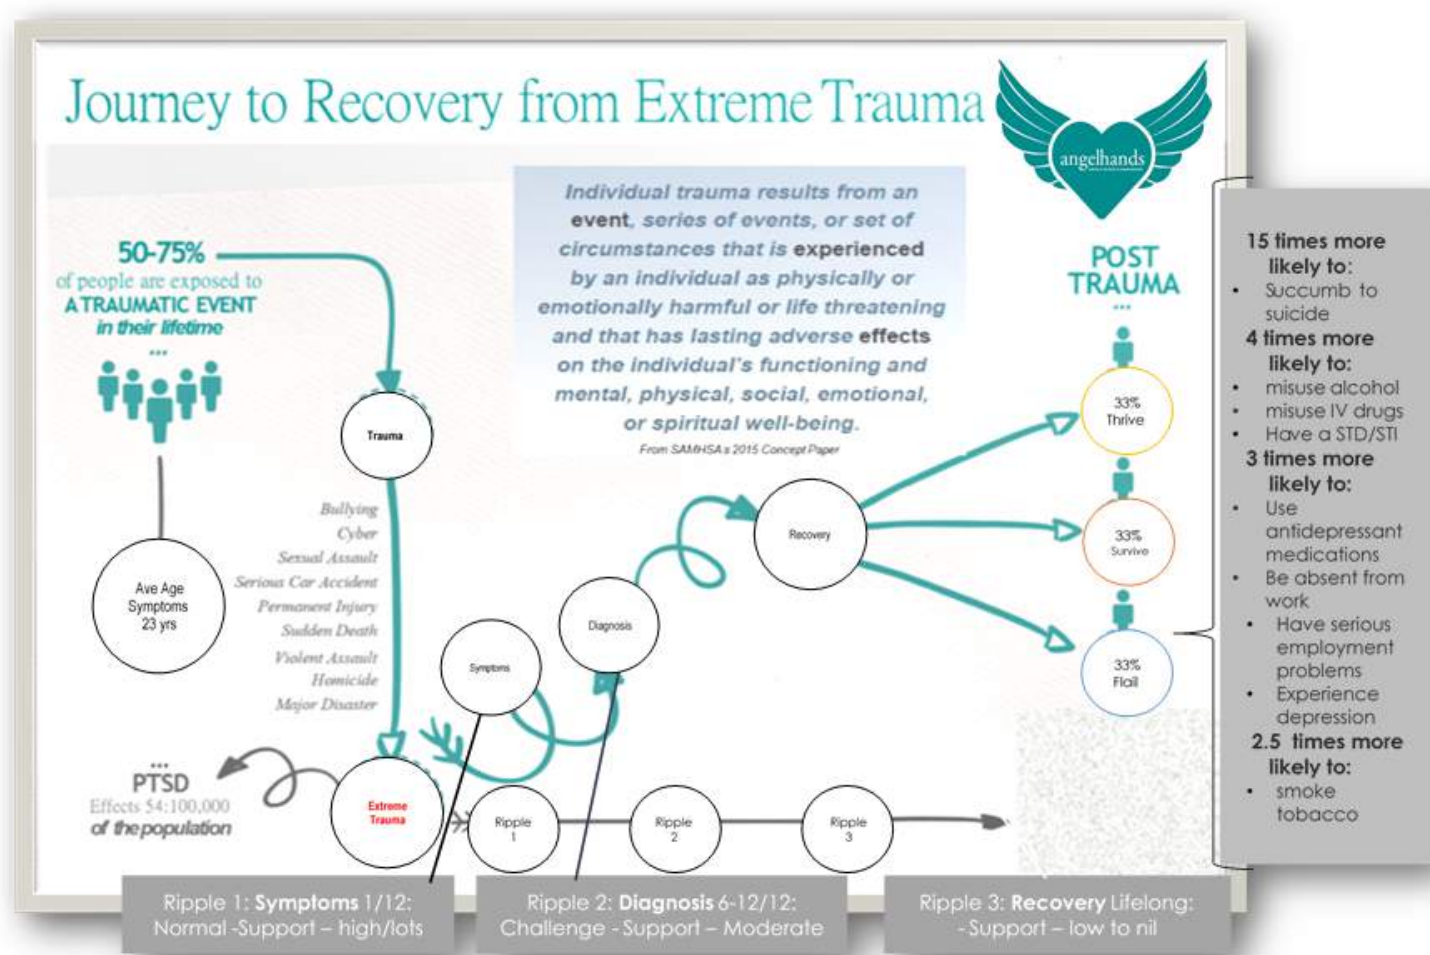 Journey to Recovery from Extreme Trauma
angelhands
50-75%
of people are exposed to
A TRAUMATIC EVENT
in their lifetime
...
Individual trauma results from an
event, series of events, or set of
circumstances that is experienced
by an individual as physically or
emotionally harmful or life threatening
and that has lasting adverse effects
on the individual's functioning and
mental, physical, social, emotional,
or spiritual well-being.
From SAMHSA s 2015 Concept Paper
Trauma
Ave Age
Symptoms
23 yrs
Bullying
Cyber
Sexual Assault
Serious Car Accident
Permanent Injury
Sudden Death
Violent Assault
Homicide
Major Disaster
...
PTSD
Effects 54:100,000
of the population
Extreme
Trauma
Symptoms
Diagnosis
Recovery
POST
TRAUMA
...
33%
Thrive
33%
Survive
33%
Flail
Ripple
1
Ripple
2
Ripple
3
Ripple 1: Symptoms 1/12:
Normal -Support – high/lots
Ripple 2: Diagnosis 6-12/12:
Challenge - Support – Moderate
Ripple 3: Recovery Lifelong:
- Support – low to nil
15 times more
likely to:
• Succumb to
suicide
4 times more
likely to:
• misuse alcohol
• misuse IV drugs
• Have a STD/STI
3 times more
likely to:
• Use
antidepressant
medications
• Be absent from
work
• Have serious
employment
problems
• Experience
depression
2.5 times more
likely to:
• smoke
tobacco